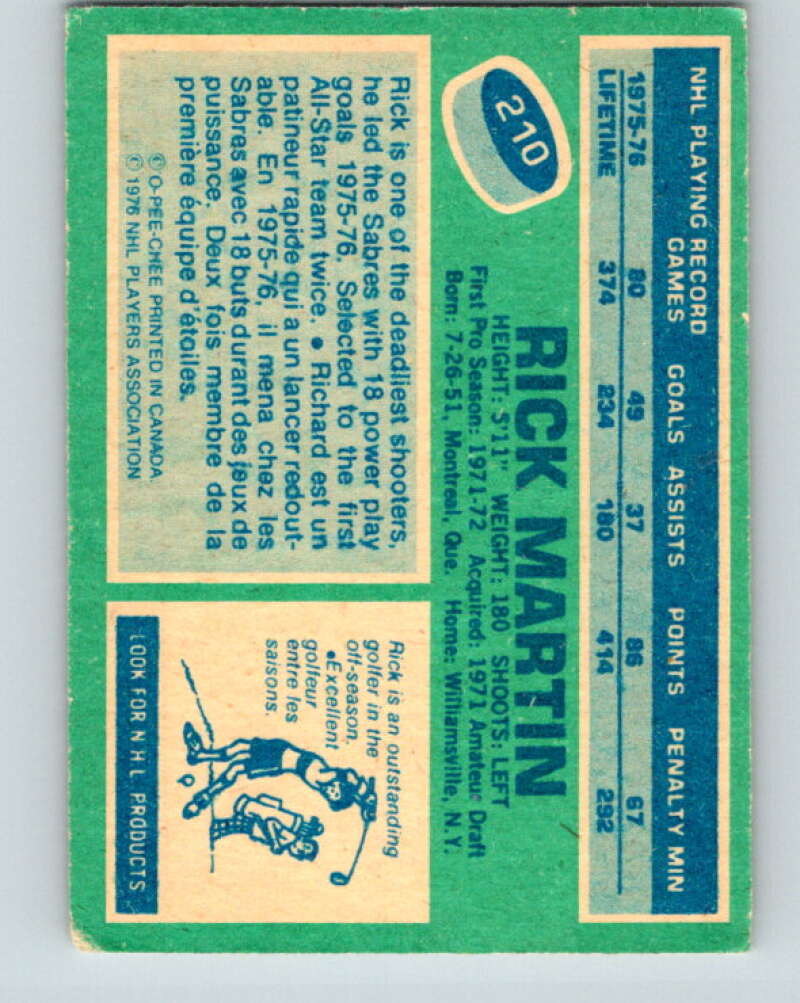 NHL PLAYING RECORD
GAMES GOALS ASSISTS POINTS PENALTY MIN
1975-76 80 49 37 86 67
LIFETIME 374 234 180 414 292
210
RICK MARTIN
HEIGHT: 5'11" WEIGHT: 180 SHOOTS: LEFT
First Pro Season: 1971-72 Acquired: 1971 Amateur Draft
Born: 7-26-51, Montreal, Que. Home: Williamsville, N.Y.
Rick is one of the deadliest shooters,
he led the Sabres with 18 power play
goals 1975-76. Selected to the first
All-Star team twice. • Richard est un
patineur rapide qui a un lancer redout-
able. En 1975-76, il mena chez les
Sabres avec 18 buts durant des jeux de
puissance. Deux fois membre de la
première équipe d'étoiles.
© O-PEE-CHEE PRINTED IN CANADA.
© 1976 NHL PLAYERS ASSOCIATION
Rick is an outstanding
golfer in the
off-season.
•Excellent
golfeur
entre les
saisons.
LOOK FOR NHL PRODUCTS